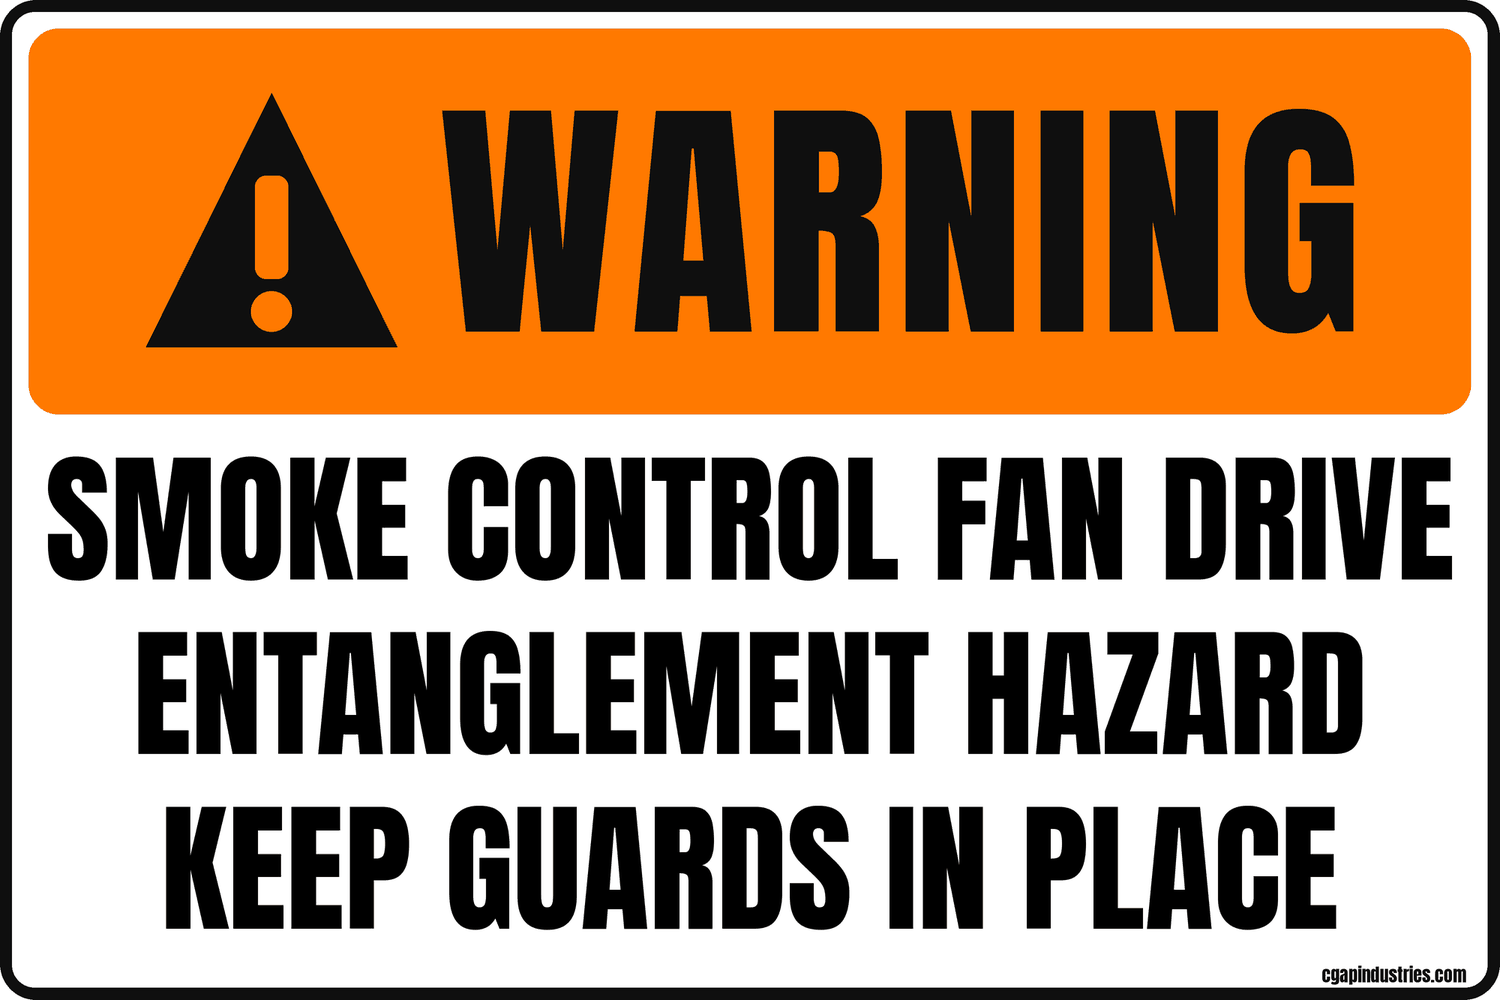 WARNING
SMOKE CONTROL FAN DRIVE
ENTANGLEMENT HAZARD
KEEP GUARDS IN PLACE
cgapindustries.com